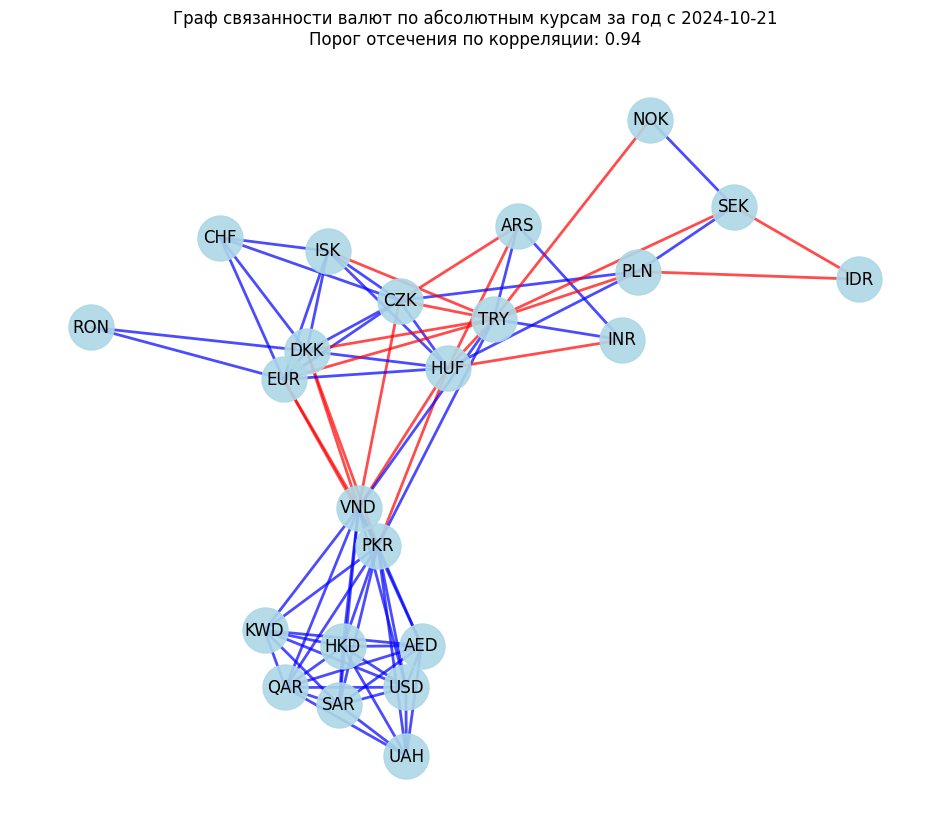 Граф связанности валют по абсолютным курсам за год с 2024-10-21
Порог отсечения по корреляции: 0.94
NOK
SEK
ARS
CHF
ISK
PLN
IDR
CZK
TRY
RON
INR
DKK
HUF
EUR
VND
PKR
KWD
HKD
AED
QAR
USD
SAR
UAH